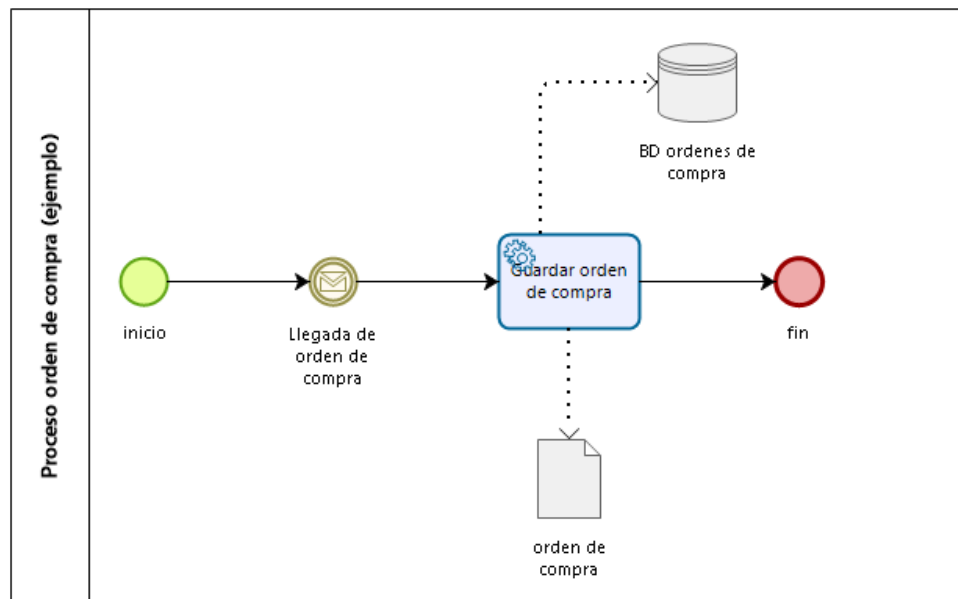 Proceso orden de compra (ejemplo)
BD ordenes de
compra
Guardar orden
de compra
inicio
Llegada de
orden de
compra
fin
orden de
compra